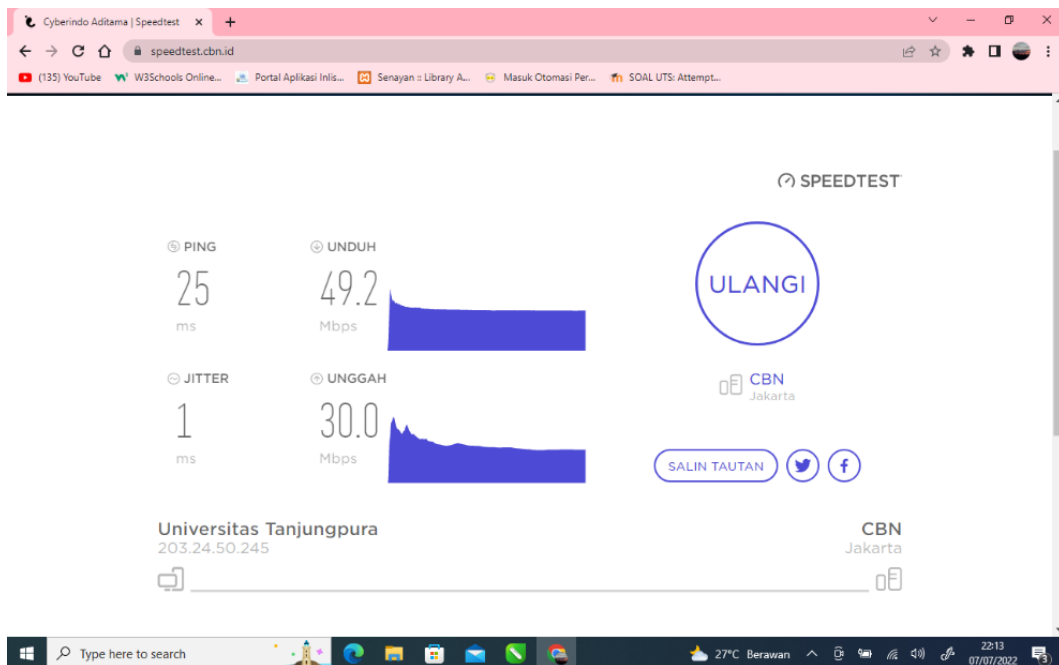 Cyberindo Aditama | Speedtest
speedtest.cbn.id
(135) YouTube W3Schools Online... Portal Aplikasi Inlis... Senayan :: Library A... Masuk Otomasi Per... SOAL UTS: Attempt...
SPEEDTEST
PING
25
ms
UNDUH
49.2
Mbps
ULANGI
JITTER
1
ms
UNGGAH
30.0
Mbps
CBN
Jakarta
SALIN TAUTAN
Universitas Tanjungpura
203.24.50.245
CBN
Jakarta
Type here to search
27°C Berawan
22:13
07/07/2022